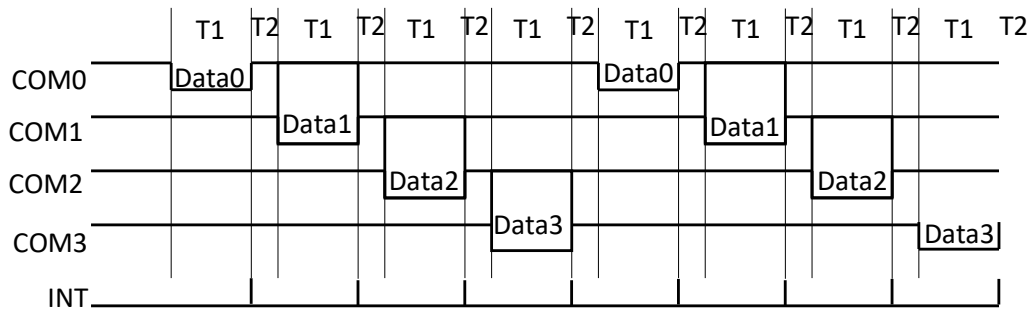 T1 T2 T1 T2 T1 T2 T1 T2 T1 T2 T1 T2 T1 T2 T1 T2
COM0 Data0 Data0
COM1 Data1 Data1
COM2 Data2 Data2
COM3 Data3 Data3
INT